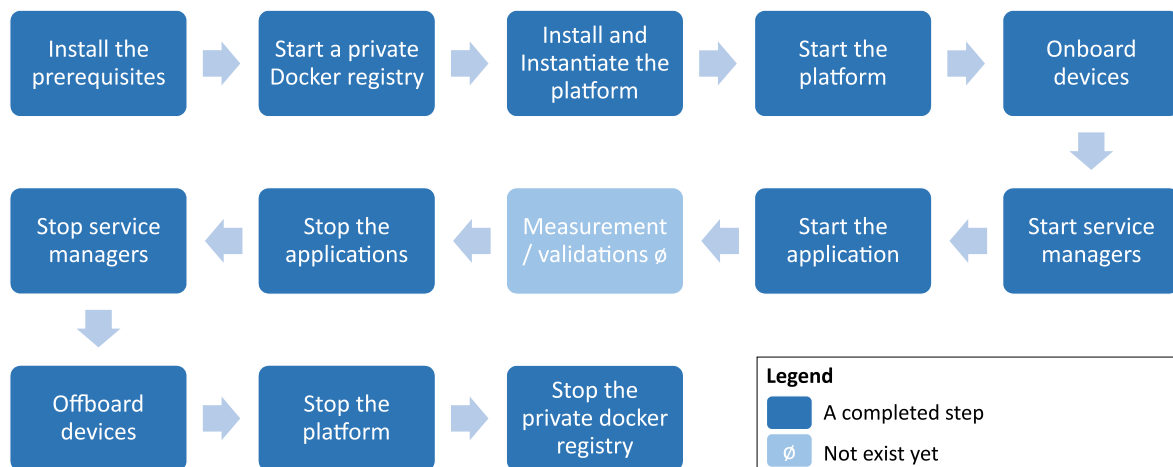 Install the
prerequisites
Start a private
Docker registry
Install and
Instantiate the
platform
Start the
platform
Onboard
devices
Start service
managers
Start the
application
Measurement
/ validations ø
Stop the
applications
Stop service
managers
Offboard
devices
Stop the
platform
Stop the
private docker
registry
Legend
A completed step
ø Not exist yet